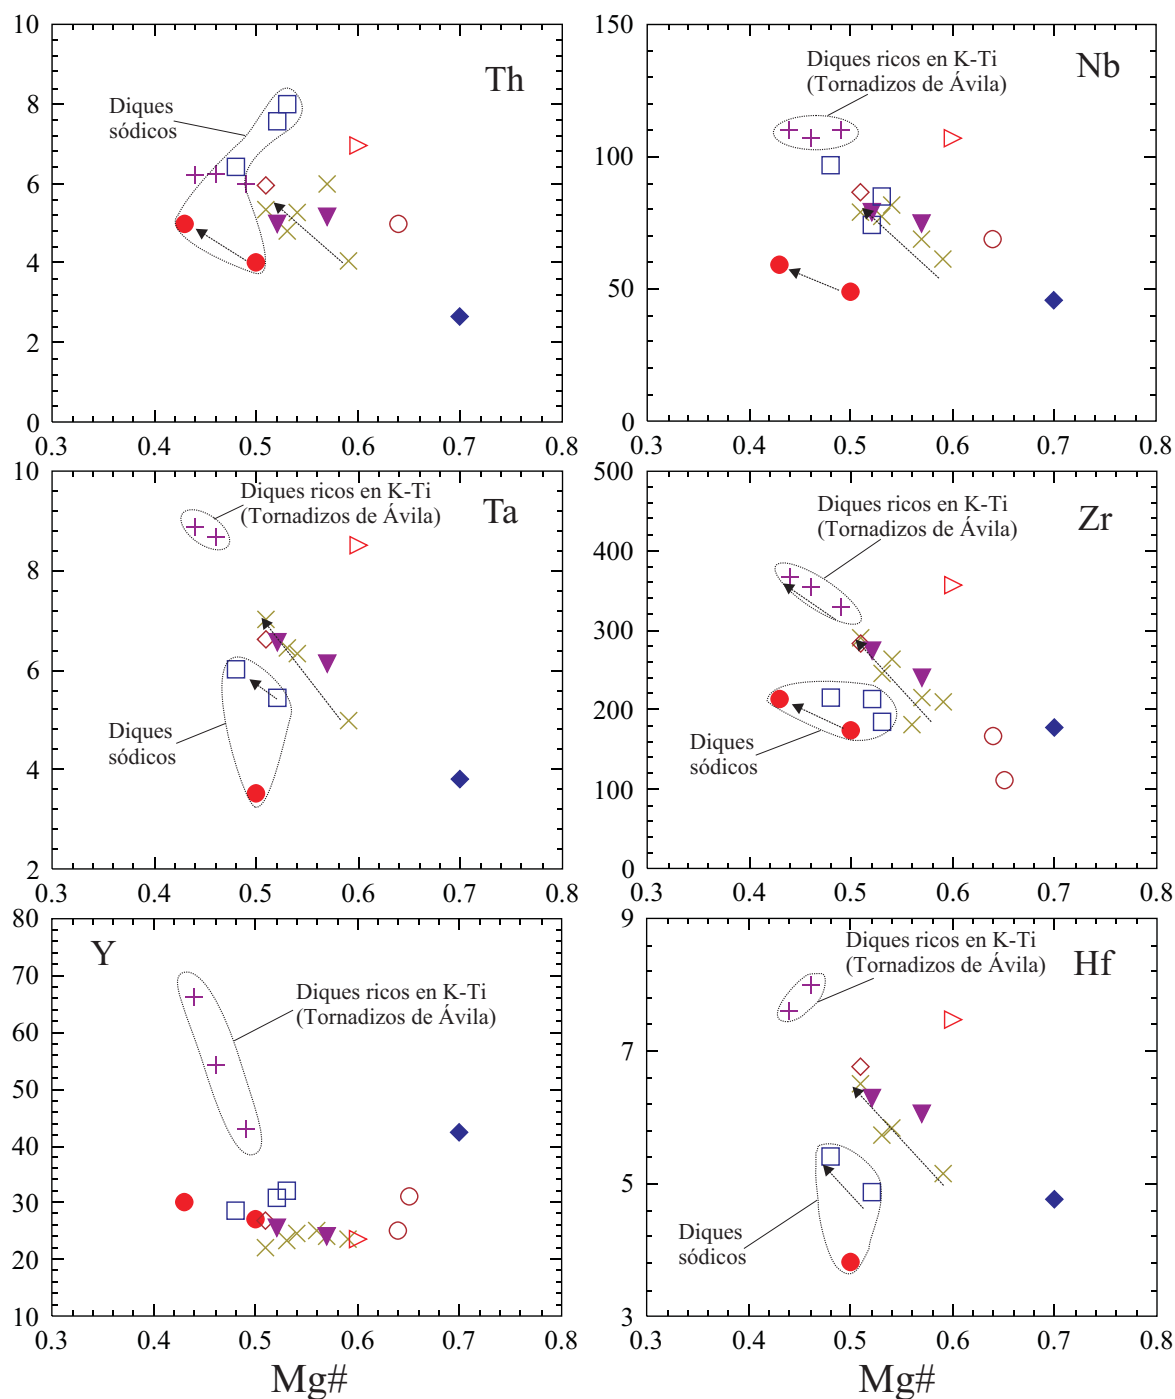 10
8
6
4
2
0
Th
Diques
sódicos
0.3 0.4 0.5 0.6 0.7 0.8
150
100
50
0
Nb
Diques ricos en K-Ti
(Tornadizos de Ávila)
0.3 0.4 0.5 0.6 0.7 0.8
10
8
6
4
2
Ta
Diques ricos en K-Ti
(Tornadizos de Ávila)
Diques
sódicos
0.3 0.4 0.5 0.6 0.7 0.8
500
400
300
200
100
0
Zr
Diques ricos en K-Ti
(Tornadizos de Ávila)
Diques
sódicos
0.3 0.4 0.5 0.6 0.7 0.8
80
70
60
50
40
30
20
10
Y
Diques ricos en K-Ti
(Tornadizos de Ávila)
0.3 0.4 0.5 0.6 0.7 0.8
Mg#
9
7
5
3
Hf
Diques ricos en K-Ti
(Tornadizos de Ávila)
Diques
sódicos
0.3 0.4 0.5 0.6 0.7 0.8
Mg#